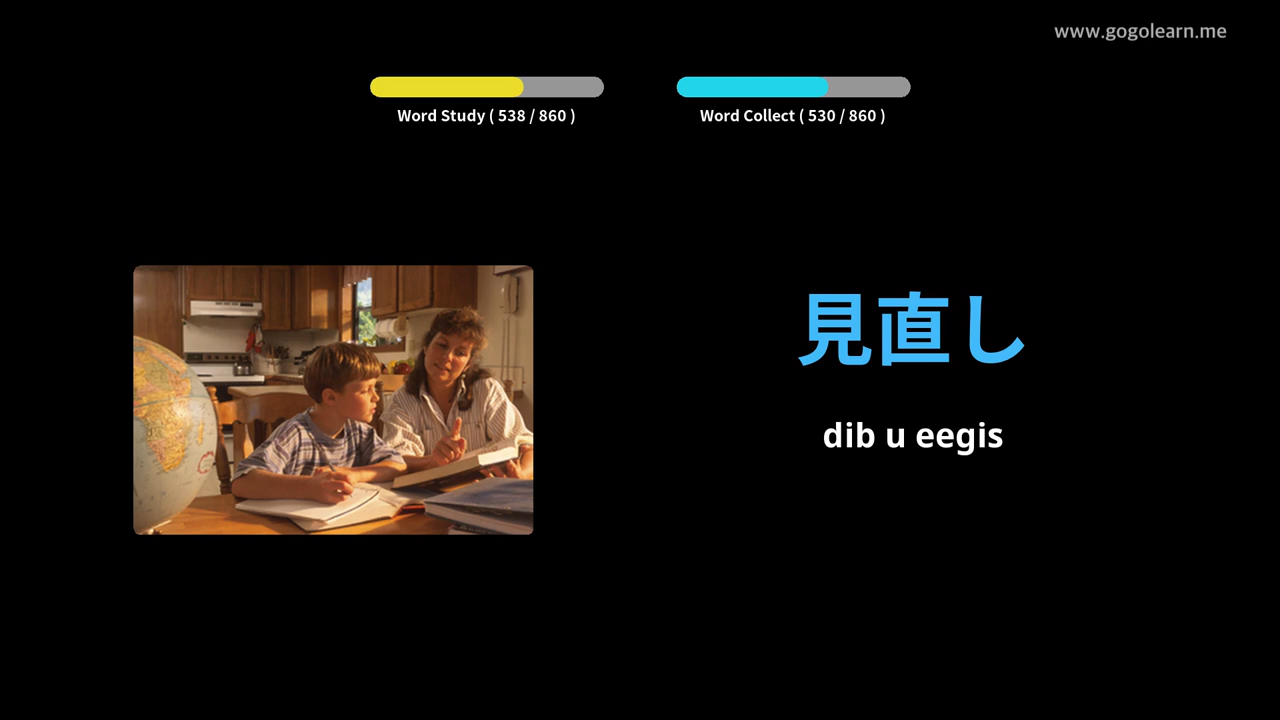 www.gogolearn.me
Word Study ( 538 / 860 )
Word Collect ( 530 / 860 )
見直し
dib u eegis